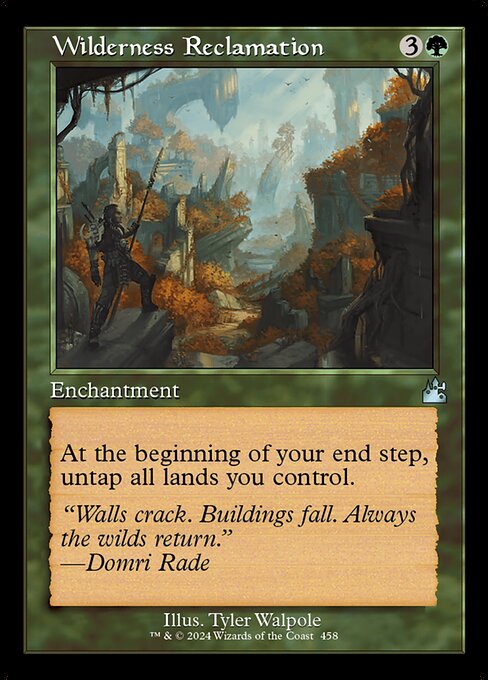 Wilderness Reclamation 3
Enchantment
At the beginning of your end step,
untap all lands you control.
“Walls crack. Buildings fall. Always
the wilds return.”
—Domri Rade
Illus. Tyler Walpole
™ & © 2024 Wizards of the Coast 458